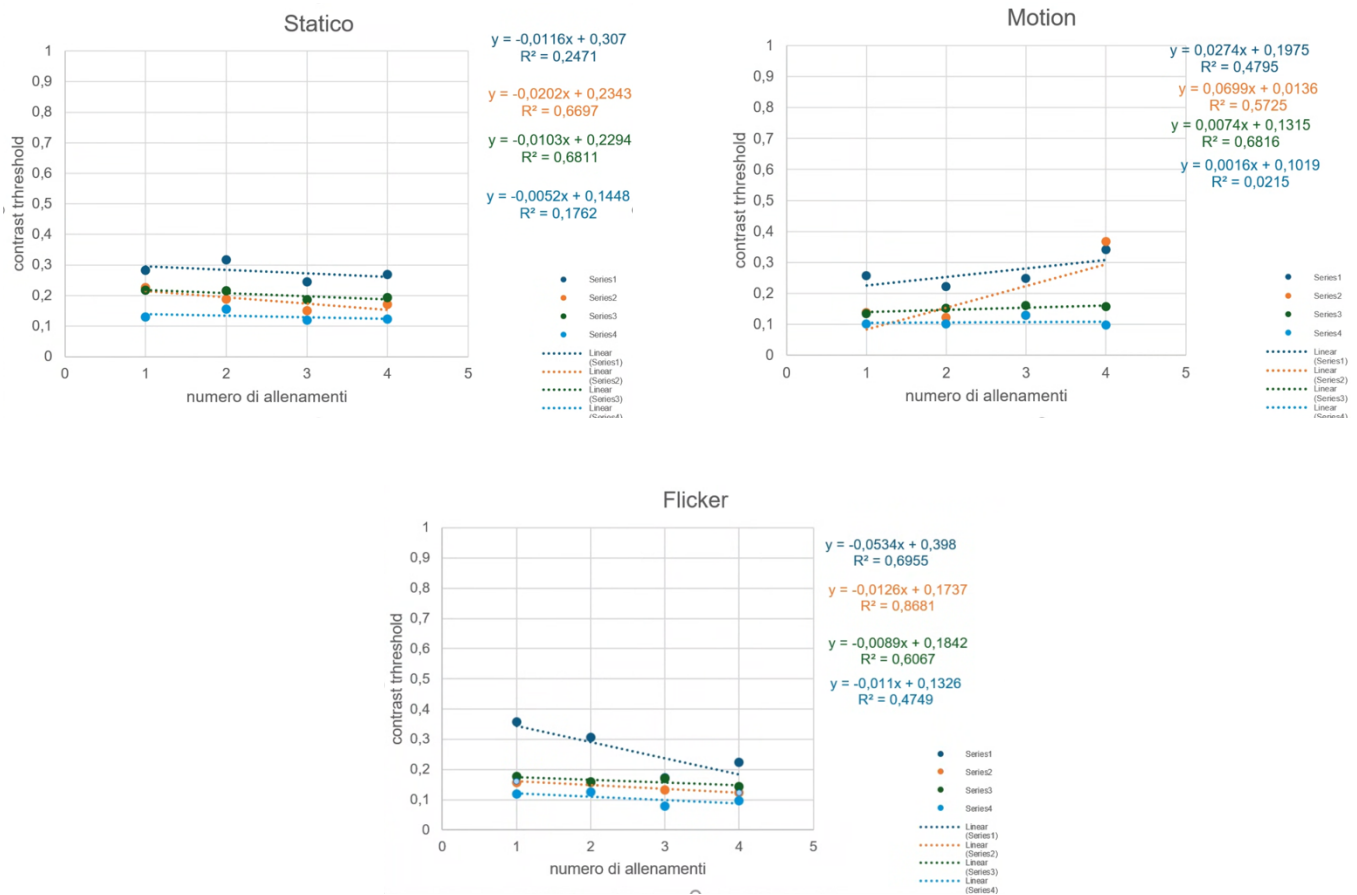 Statico
y = -0,0116x + 0,307
R² = 0,2471
y = -0,0202x + 0,2343
R² = 0,6697
y = -0,0103x + 0,2294
R² = 0,6811
y = -0,0052x + 0,1448
R² = 0,1762
contrast trhreshold
1
0,9
0,8
0,7
0,6
0,5
0,4
0,3
0,2
0,1
0
0 1 2 3 4 5
numero di allenamenti
Series1
Series2
Series3
Series4
Linear
(Series1)
Linear
(Series2)
Linear
(Series3)
Linear
(Series4)
Motion
y = 0,0274x + 0,1975
R² = 0,4795
y = 0,0699x + 0,0136
R² = 0,5725
y = 0,0074x + 0,1315
R² = 0,6816
y = 0,0016x + 0,1019
R² = 0,0215
contrast trhreshold
1
0,9
0,8
0,7
0,6
0,5
0,4
0,3
0,2
0,1
0
0 1 2 3 4 5
numero di allenamenti
Series1
Series2
Series3
Series4
Linear
(Series1)
Linear
(Series2)
Linear
(Series3)
Linear
(Series4)
Flicker
y = -0,0534x + 0,398
R² = 0,6955
y = -0,0126x + 0,1737
R² = 0,8681
y = -0,0089x + 0,1842
R² = 0,6067
y = -0,011x + 0,1326
R² = 0,4749
contrast trhreshold
1
0,9
0,8
0,7
0,6
0,5
0,4
0,3
0,2
0,1
0
0 1 2 3 4 5
numero di allenamenti
Series1
Series2
Series3
Series4
Linear
(Series1)
Linear
(Series2)
Linear
(Series3)
Linear
(Series4)